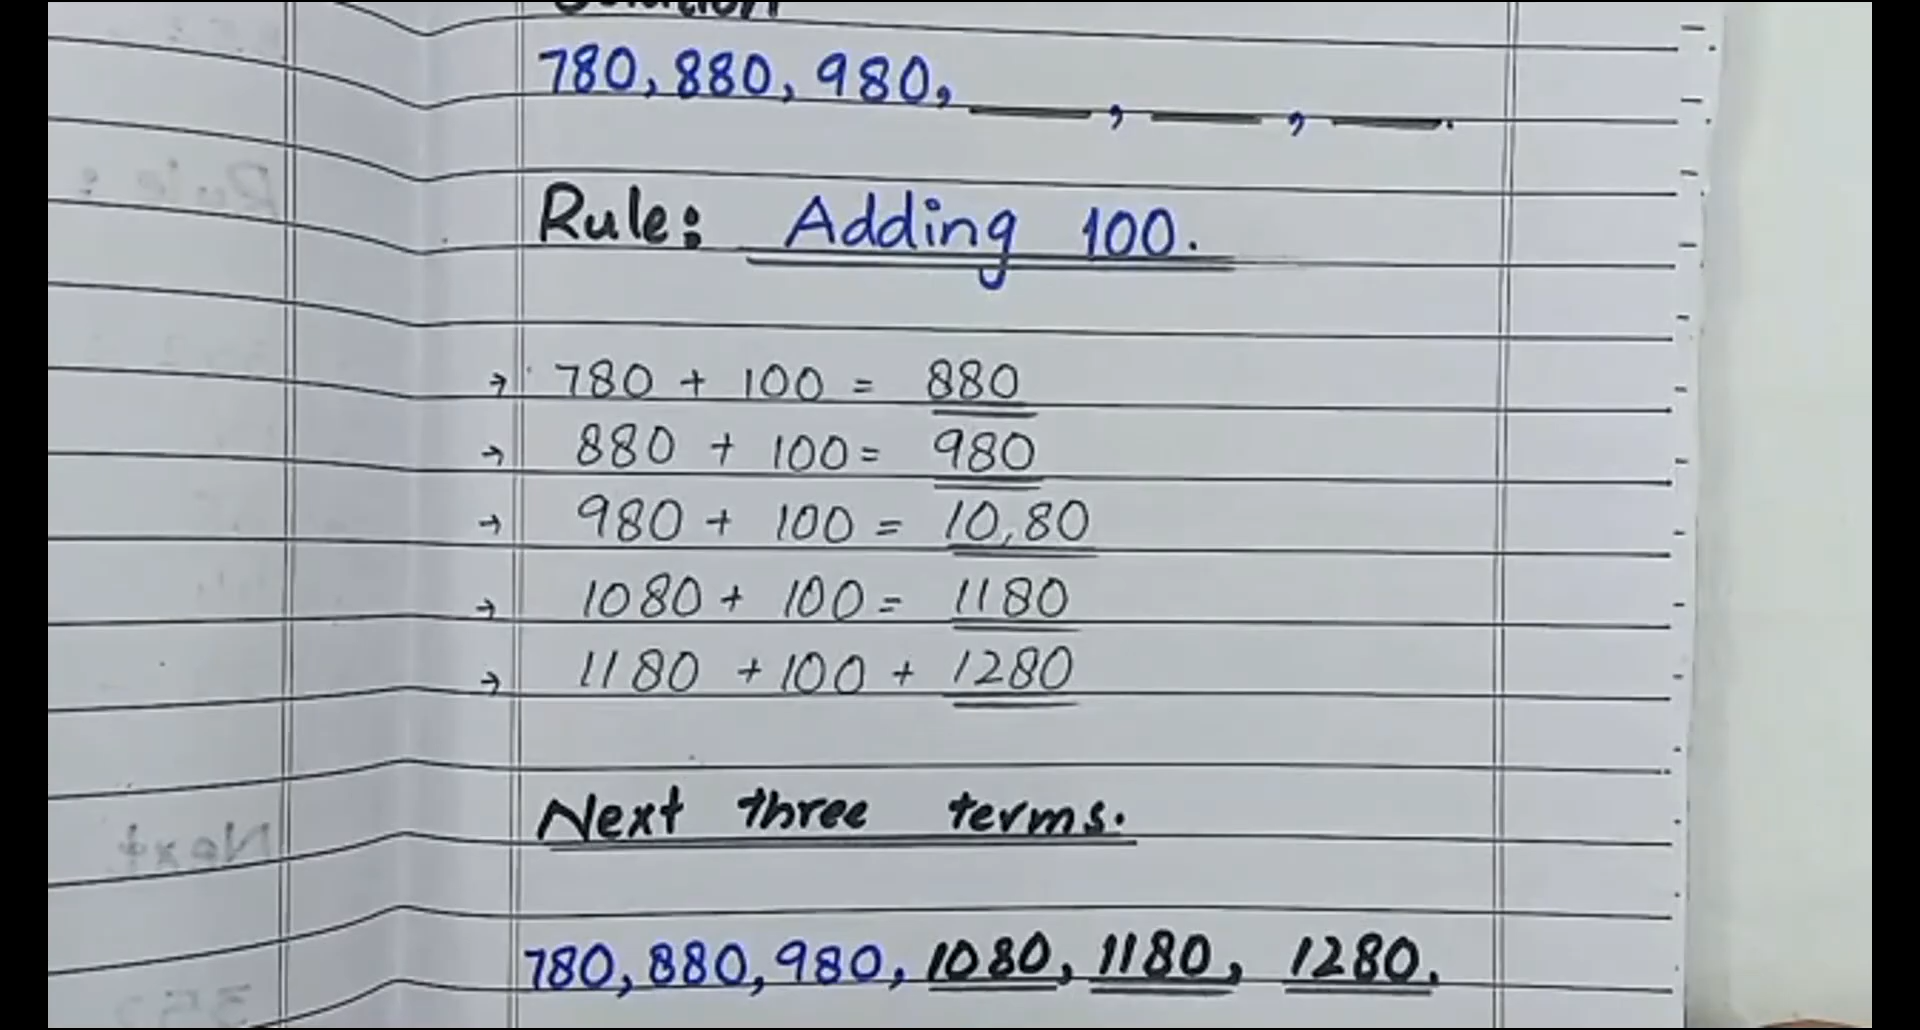 Solution
780, 880, 980, ___, ___, ___.
Rule: Adding 100.
→ 780 + 100 = 880
→ 880 + 100 = 980
→ 980 + 100 = 10,80
→ 1080 + 100 = 1180
→ 1180 + 100 + 1280
Next three terms.
780, 880, 980, 1080, 1180, 1280.